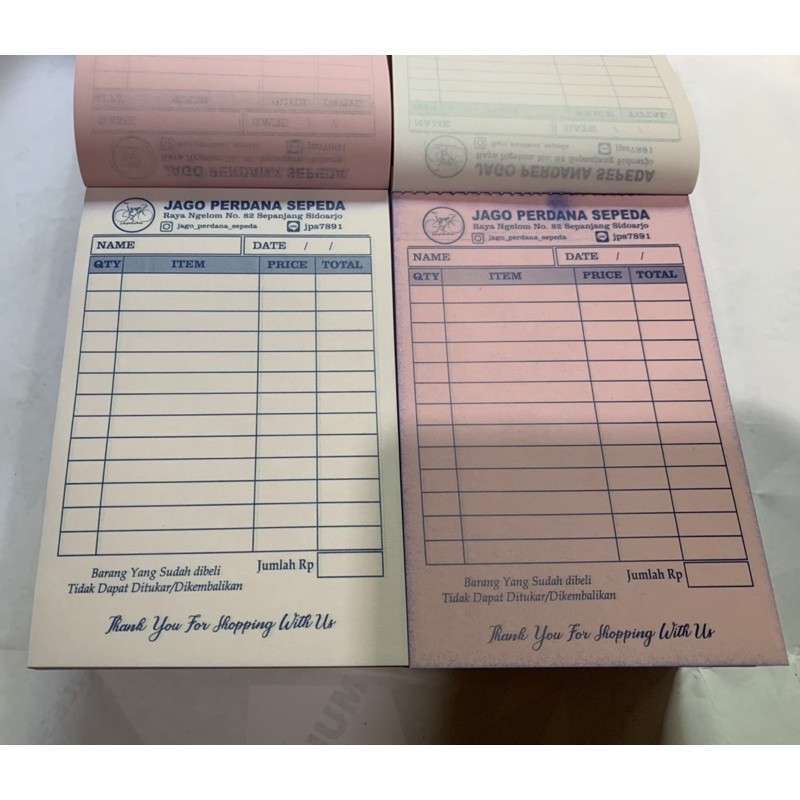 JAGO PERDANA SEPEDA
Raya Ngelom No. 82 Sepanjang Sidoarjo
jago_perdana_sepeda jpa7891
NAME DATE / /
QTY ITEM PRICE TOTAL
Barang Yang Sudah dibeli
Tidak Dapat Ditukar/Dikembalikan
Jumlah Rp
Thank You For Shopping With Us
JAGO PERDANA SEPEDA
Raya Ngelom No. 82 Sepanjang Sidoarjo
jago_perdana_sepeda jpa7891
NAME DATE / /
QTY ITEM PRICE TOTAL
Barang Yang Sudah dibeli
Tidak Dapat Ditukar/Dikembalikan
Jumlah Rp
Thank You For Shopping With Us